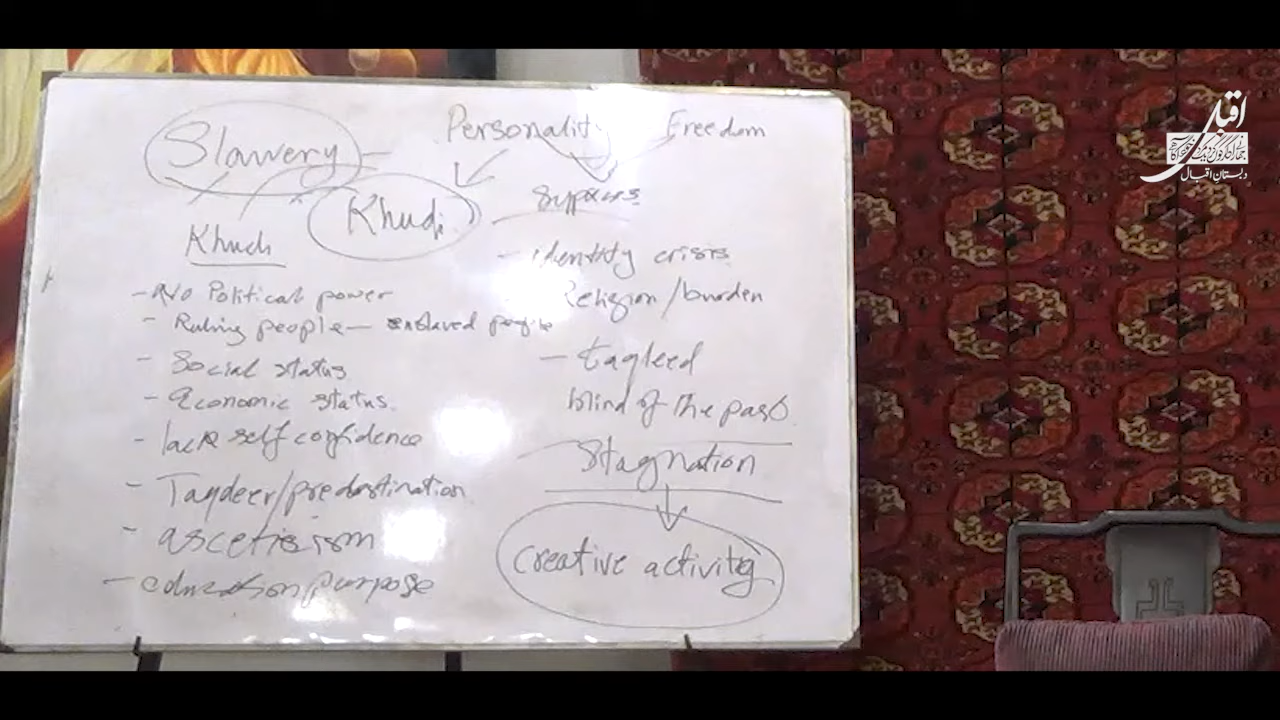 Slavery
Personality Freedom
Khudi
Khudi
- No Political power
- Ruling people - enslaved people
- Social status
- Economic status.
- lack self confidence
- Taqdeer/predestination
- asceticism
- education/purpose
- identity crisis
Religion/burden
- taqleed
blind of the past
Stagnation
creative activity
اقبال
دبستان اقبال